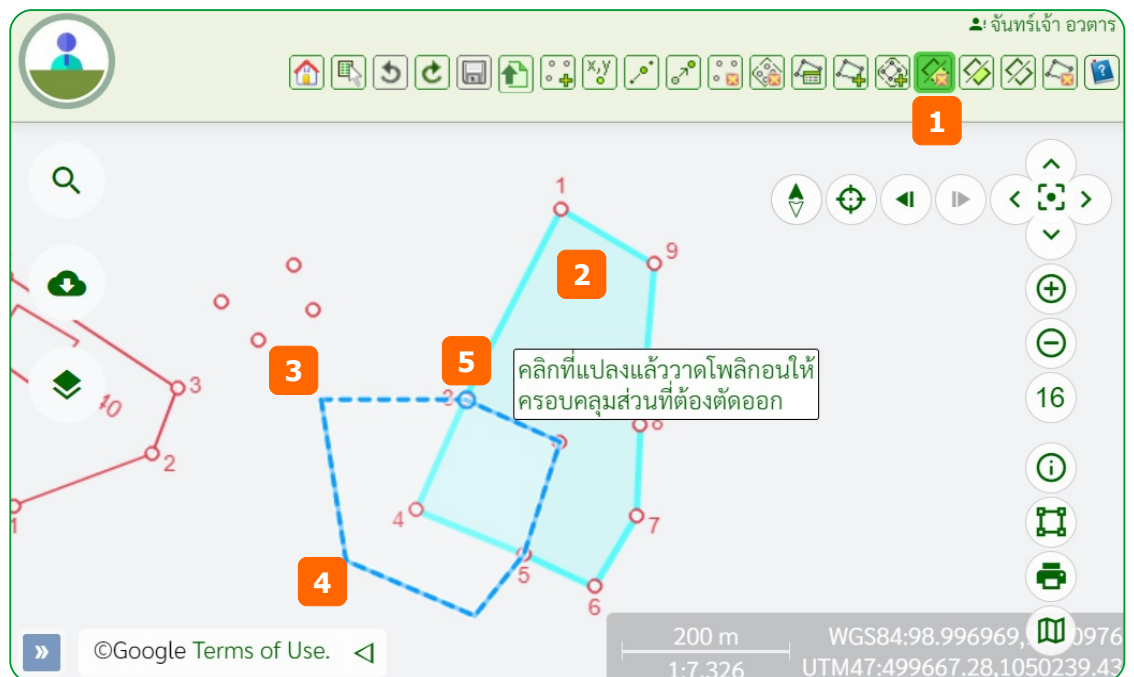 จันทร์เจ้า อวตาร
x,y
?
1
1
9
2
3
5
คลิกที่แปลงแล้ววาดโพลิกอนให้
ครอบคลุมส่วนที่ต้องตัดออก
3
10
2
16
8
4
7
1
5
4
6
200 m
1:7,326
WGS84:98.996969,
0976
UTM47:499667.28,1050239.43
©Google Terms of Use.